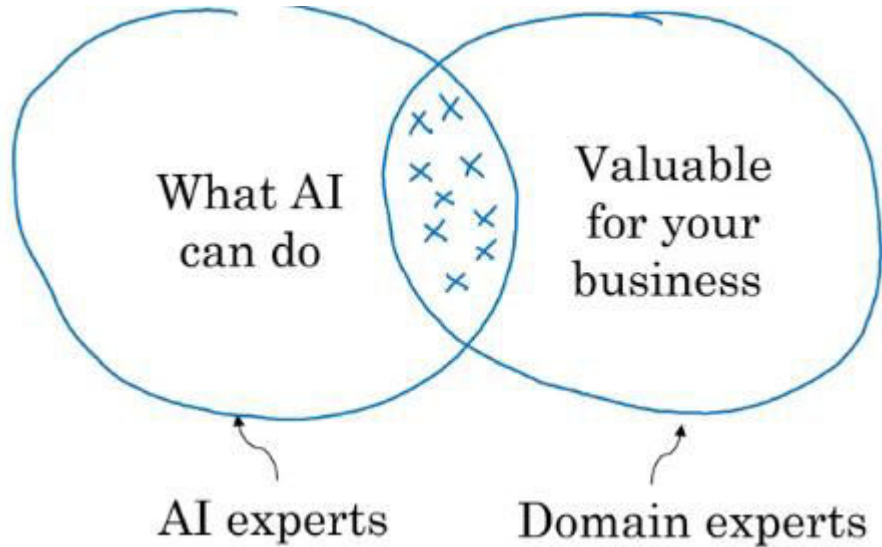 What AI
can do
Valuable
for your
business
AI experts
Domain experts